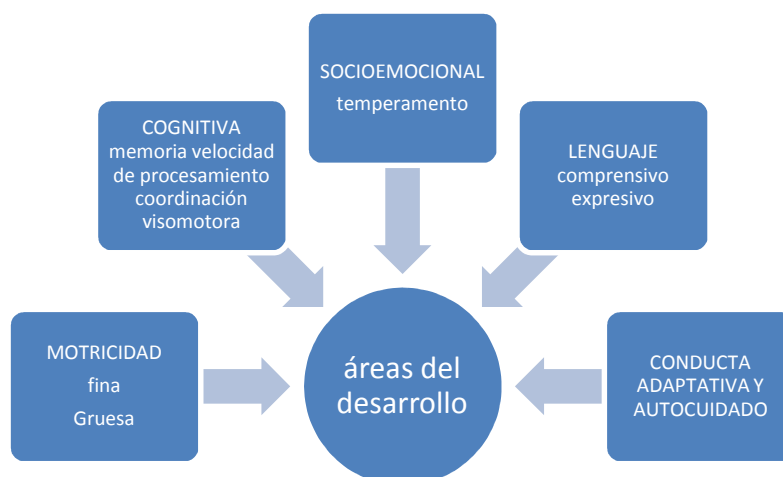 SOCIOEMOCIONAL
temperamento
COGNITIVA
memoria velocidad
de procesamiento
coordinación
visomotora
LENGUAJE
comprensivo
expresivo
MOTRICIDAD
fina
Gruesa
áreas del
desarrollo
CONDUCTA
ADAPTATIVA Y
AUTOCUIDADO